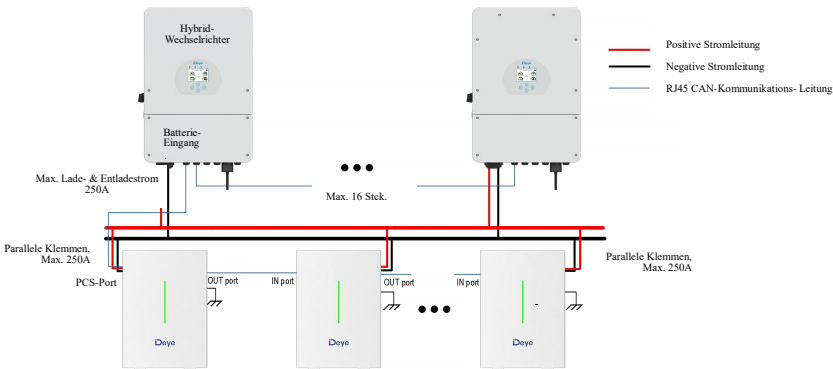 Hybrid-
Wechselrichter
Deye
Batterie-
Eingang
Deye
Positive Stromleitung
Negative Stromleitung
RJ45 CAN-Kommunikations- Leitung
Max. Lade- & Entladestrom
250A
Max. 16 Stck.
Parallele Klemmen,
Max. 250A
PCS-Port
OUT port
IN port
OUT port
IN port
Parallele Klemmen,
Max. 250A
Deye
Deye
Deye